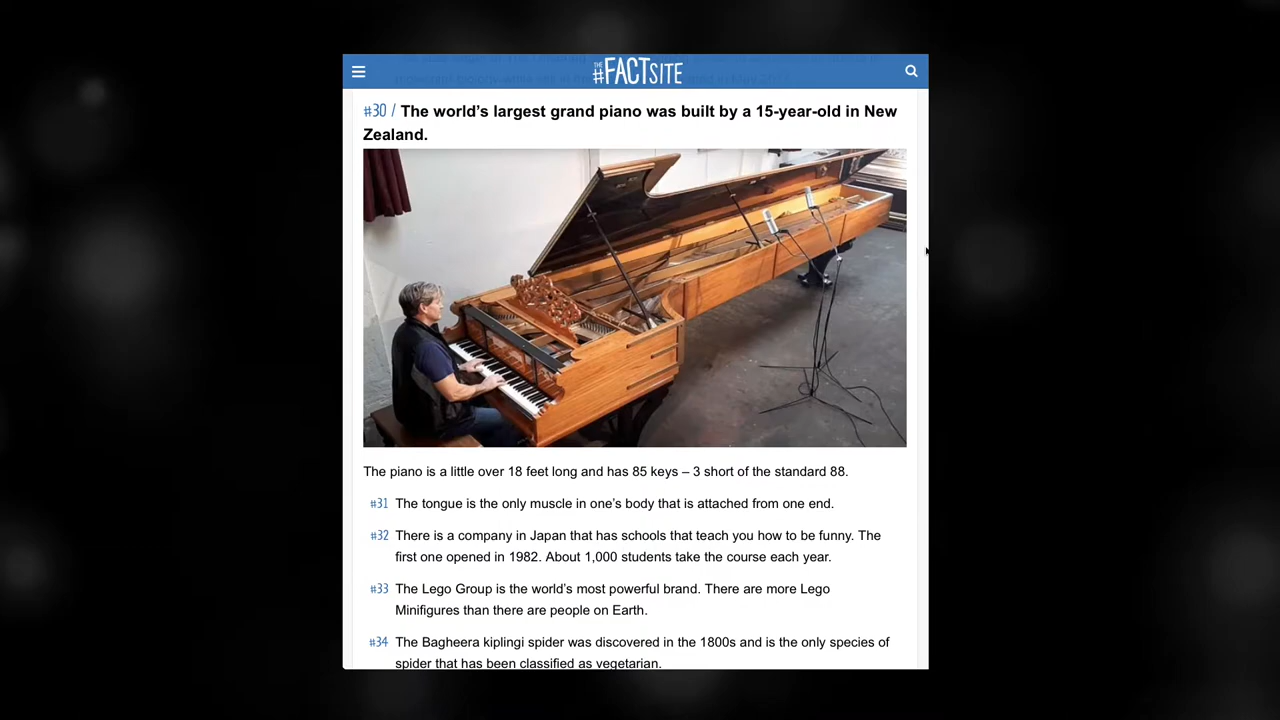 THE #FACTSITE
#30 / The world's largest grand piano was built by a 15-year-old in New
Zealand.
The piano is a little over 18 feet long and has 85 keys – 3 short of the standard 88.
#31 The tongue is the only muscle in one's body that is attached from one end.
#32 There is a company in Japan that has schools that teach you how to be funny. The
first one opened in 1982. About 1,000 students take the course each year.
#33 The Lego Group is the world's most powerful brand. There are more Lego
Minifigures than there are people on Earth.
#34 The Bagheera kiplingi spider was discovered in the 1800s and is the only species of
spider that has been classified as vegetarian.